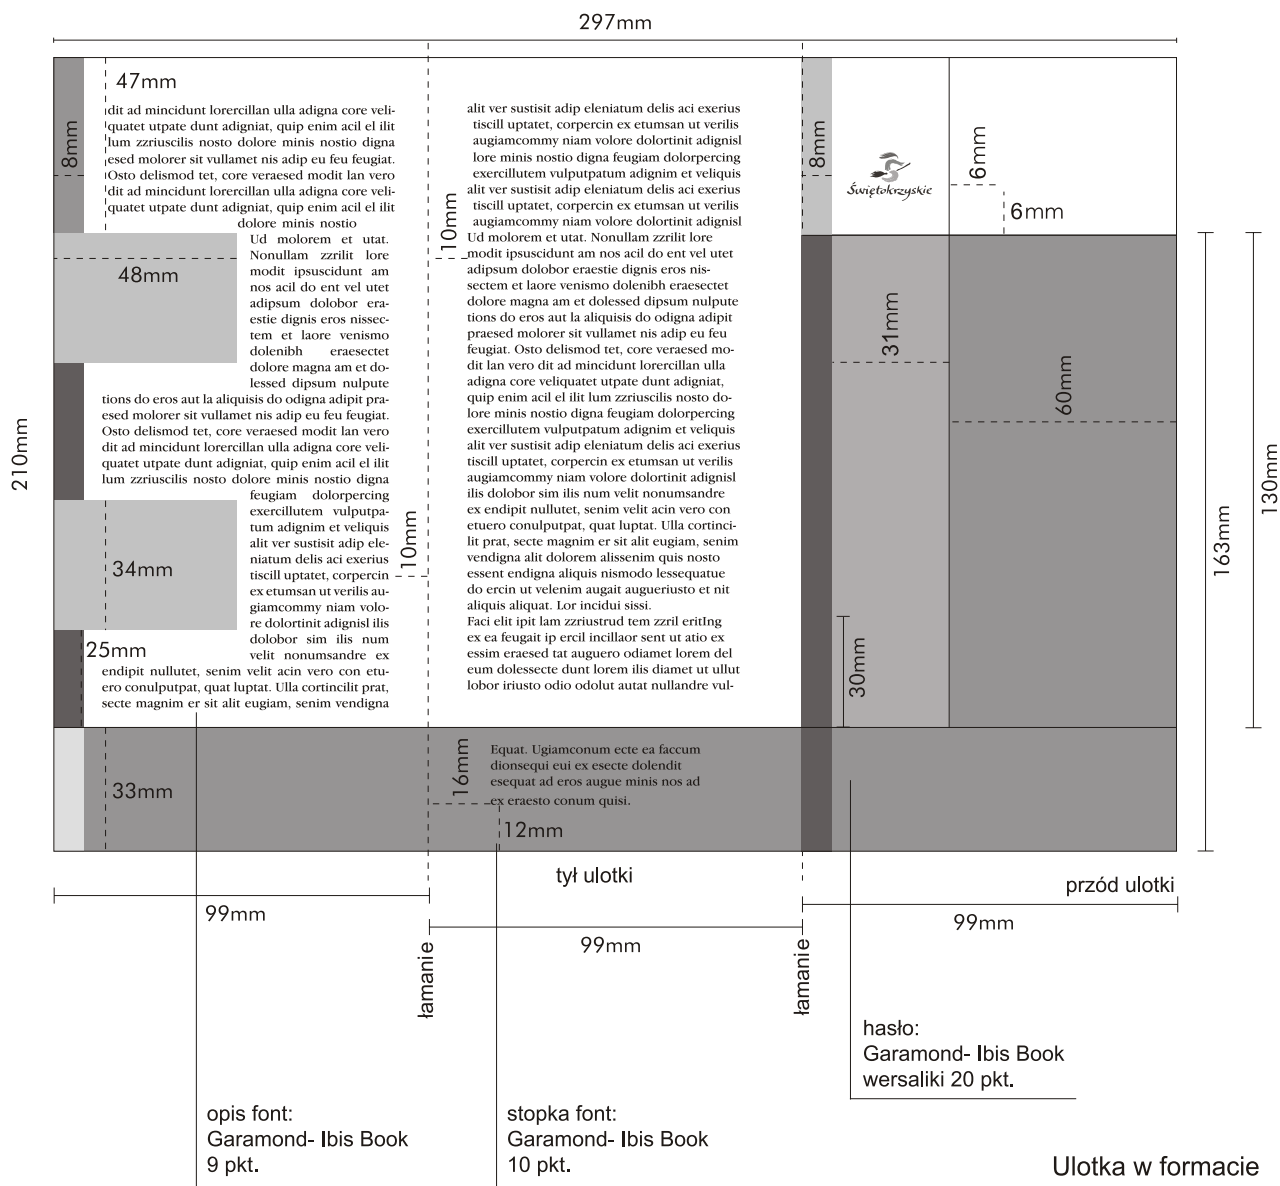 297mm
47mm
dit ad mincidunt lorercillan ulla adigna core veli-
quatet utpate dunt adigniat, quip enim acil el ilit
lum zzriuscilis nosto dolore minis nostio digna
esed molorer sit vullamet nis adip eu feu feugiat.
Osto delismod tet, core veraesed modit lan vero
dit ad mincidunt lorercillan ulla adigna core veli-
quatet utpate dunt adigniat, quip enim acil el ilit
dolore minis nostio
Ud molorem et utat.
Nonullam zzrilit lore
modit ipsuscidunt am
nos acil do ent vel utet
adipsum dolobor era-
estie dignis eros nissec-
tem et laore venismo
dolenibh eraesectet
dolore magna am et do-
lessed dipsum nulpute
tions do eros aut la aliquisis do odigna adipit pra-
esed molorer sit vullamet nis adip eu feu feugiat.
Osto delismod tet, core veraesed modit lan vero
dit ad mincidunt lorercillan ulla adigna core veli-
quatet utpate dunt adigniat, quip enim acil el ilit
lum zzriuscilis nosto dolore minis nostio digna
feugiam dolorpercing
exercillutem vulputpa-
tum adignim et veliquis
alit ver sustisit adip ele-
niatum delis aci exerius
tiscill uptatet, corpercin
ex etumsan ut verilis au-
giamcommy niam volo-
re dolortinit adignisl ilis
dolobor sim ilis num
velit nonumsandre ex
endipit nullutet, senim velit acin vero con etu-
ero conulputpat, quat luptat. Ulla cortincilit prat,
secte magnim er sit alit eugiam, senim vendigna
8mm
48mm
34mm
25mm
33mm
210mm
10mm
10mm
alit ver sustisit adip eleniatum delis aci exerius
tiscill uptatet, corpercin ex etumsan ut verilis
augiamcommy niam volore dolortinit adignisl
lore minis nostio digna feugiam dolorpercing
exercillutem vulputpatum adignim et veliquis
alit ver sustisit adip eleniatum delis aci exerius
tiscill uptatet, corpercin ex etumsan ut verilis
augiamcommy niam volore dolortinit adignisl
Ud molorem et utat. Nonullam zzrilit lore
modit ipsuscidunt am nos acil do ent vel utet
adipsum dolobor eraestie dignis eros nis-
sectem et laore venismo dolenibh eraesectet
dolore magna am et dolessed dipsum nulpute
tions do eros aut la aliquisis do odigna adipit
praesed molorer sit vullamet nis adip eu feu
feugiat. Osto delismod tet, core veraesed mo-
dit lan vero dit ad mincidunt lorercillan ulla
adigna core veliquatet utpate dunt adigniat,
quip enim acil el ilit lum zzriuscilis nosto do-
lore minis nostio digna feugiam dolorpercing
exercillutem vulputpatum adignim et veliquis
alit ver sustisit adip eleniatum delis aci exerius
tiscill uptatet, corpercin ex etumsan ut verilis
augiamcommy niam volore dolortinit adignisl
ilis dolobor sim ilis num velit nonumsandre
ex endipit nullutet, senim velit acin vero con
etuero conulputpat, quat luptat. Ulla cortinci-
lit prat, secte magnim er sit alit eugiam, senim
vendigna alit dolorem alissenim quis nosto
essent endigna aliquis nismodo lessequatue
do ercin ut velenim augait augueriusto et nit
aliquis aliquat. Lor incidui sissi.
Faci elit ipit lam zzriustrud tem zzril eritIng
ex ea feugait ip ercil incillaor sent ut atio ex
essim eraesed tat auguero odiamet lorem del
eum dolessecte dunt lorem ilis diamet ut ullut
lobor iriusto odio odolut autat nullandre vul-
16mm
Equat. Ugiamconum ecte ea faccum
dionsequi eui ex esecte dolendit
esequat ad eros augue minis nos ad
ex eraesto conum quisi.
12mm
8mm
Świętokrzyskie
6mm
6mm
31mm
60mm
30mm
163mm
130mm
tył ulotki
przód ulotki
99mm
99mm
99mm
łamanie
łamanie
hasło:
Garamond- Ibis Book
wersaliki 20 pkt.
opis font:
Garamond- Ibis Book
9 pkt.
stopka font:
Garamond- Ibis Book
10 pkt.
Ulotka w formacie